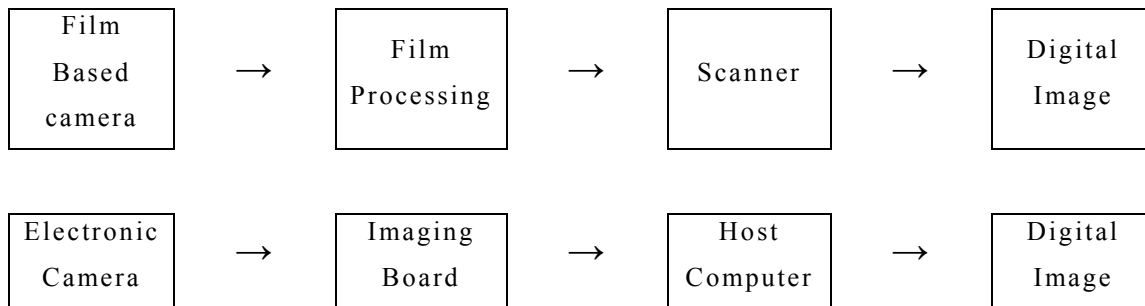 Film
Based
camera
→
Film
Processing
→
Scanner
→
Digital
Image
Electronic
Camera
→
Imaging
Board
→
Host
Computer
→
Digital
Image